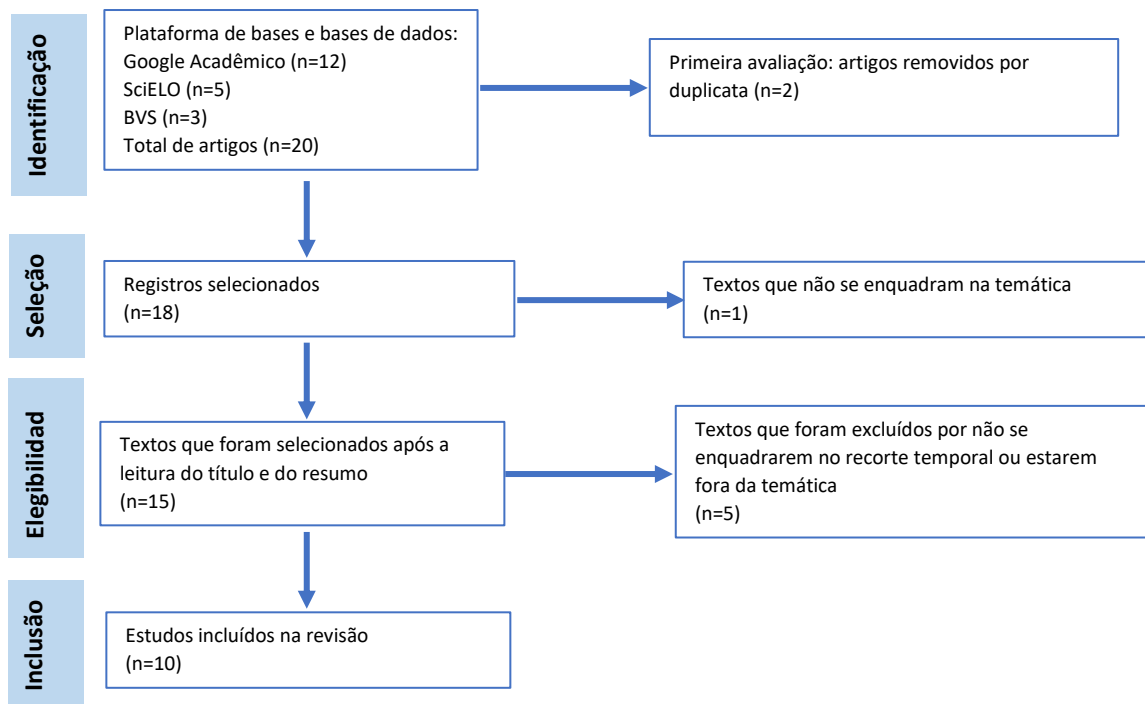 Identificação
Plataforma de bases e bases de dados:
Google Acadêmico (n=12)
SciELO (n=5)
BVS (n=3)
Total de artigos (n=20)
Primeira avaliação: artigos removidos por
duplicata (n=2)
Seleção
Registros selecionados
(n=18)
Textos que não se enquadram na temática
(n=1)
Elegibilidad
Textos que foram selecionados após a
leitura do título e do resumo
(n=15)
Textos que foram excluídos por não se
enquadrarem no recorte temporal ou estarem
fora da temática
(n=5)
Inclusão
Estudos incluídos na revisão
(n=10)